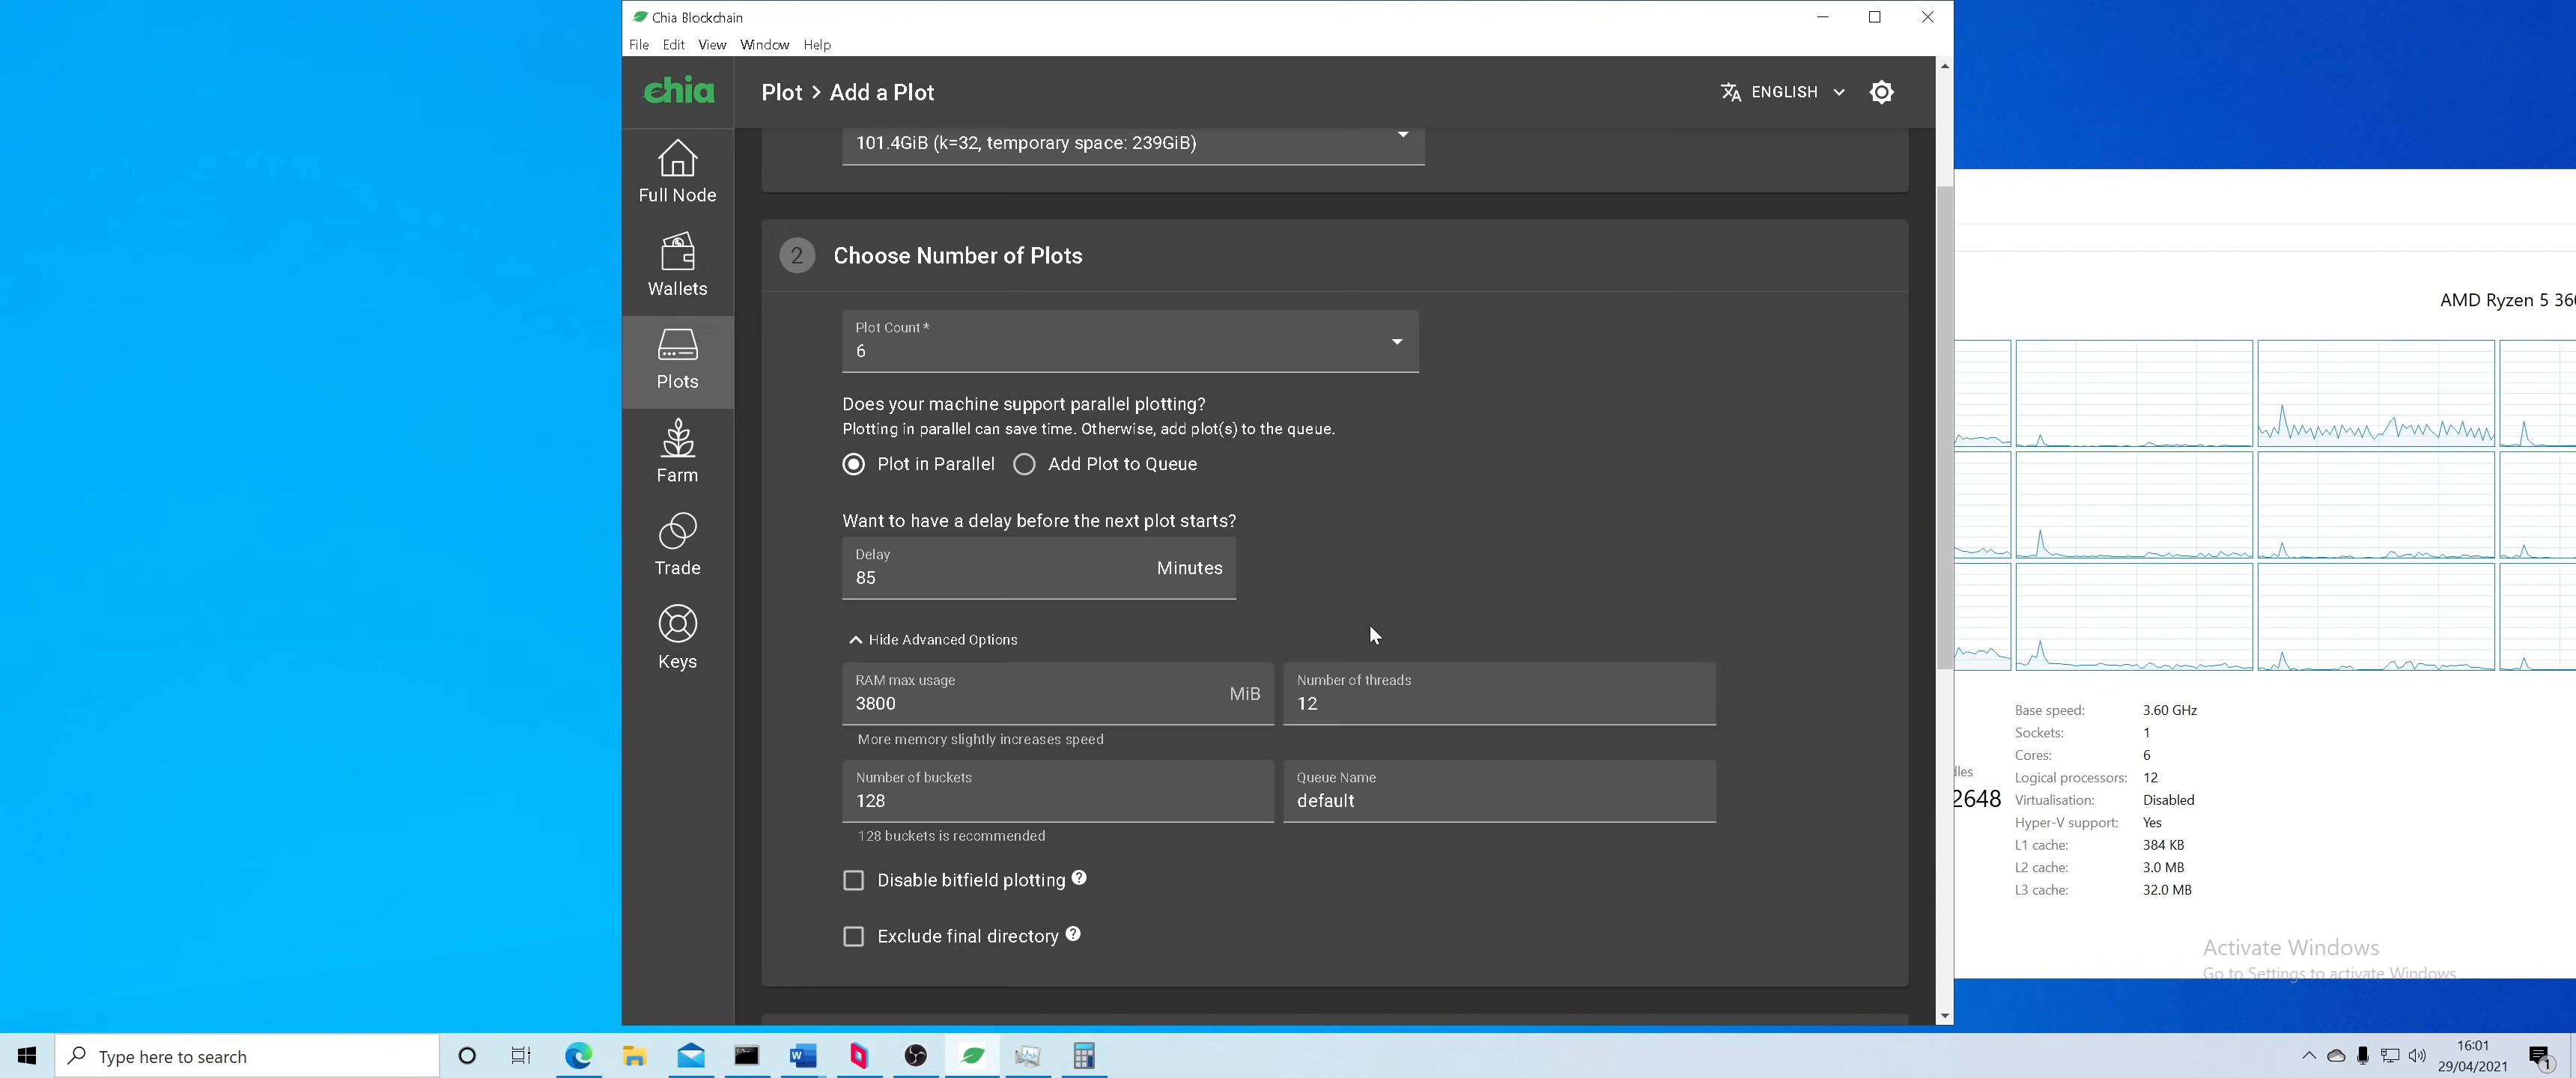 Chia Blockchain
File Edit View Window Help
chia
Plot > Add a Plot
ENGLISH
Full Node
Wallets
Plots
Farm
Trade
Keys
101.4GiB (k=32, temporary space: 239GiB)
2 Choose Number of Plots
Plot Count *
6
Does your machine support parallel plotting?
Plotting in parallel can save time. Otherwise, add plot(s) to the queue.
Plot in Parallel Add Plot to Queue
Want to have a delay before the next plot starts?
Delay
85 Minutes
Hide Advanced Options
RAM max usage
3800 MiB
More memory slightly increases speed
Number of threads
12
Number of buckets
128
128 buckets is recommended
Queue Name
default
Disable bitfield plotting ?
Exclude final directory ?
AMD Ryzen 5 36
2648
Base speed: 3.60 GHz
Sockets: 1
Cores: 6
Logical processors: 12
Virtualisation: Disabled
Hyper-V support: Yes
L1 cache: 384 KB
L2 cache: 3.0 MB
L3 cache: 32.0 MB
Activate Windows
Go to Settings to activate Windows.
Type here to search
16:01
29/04/2021
1